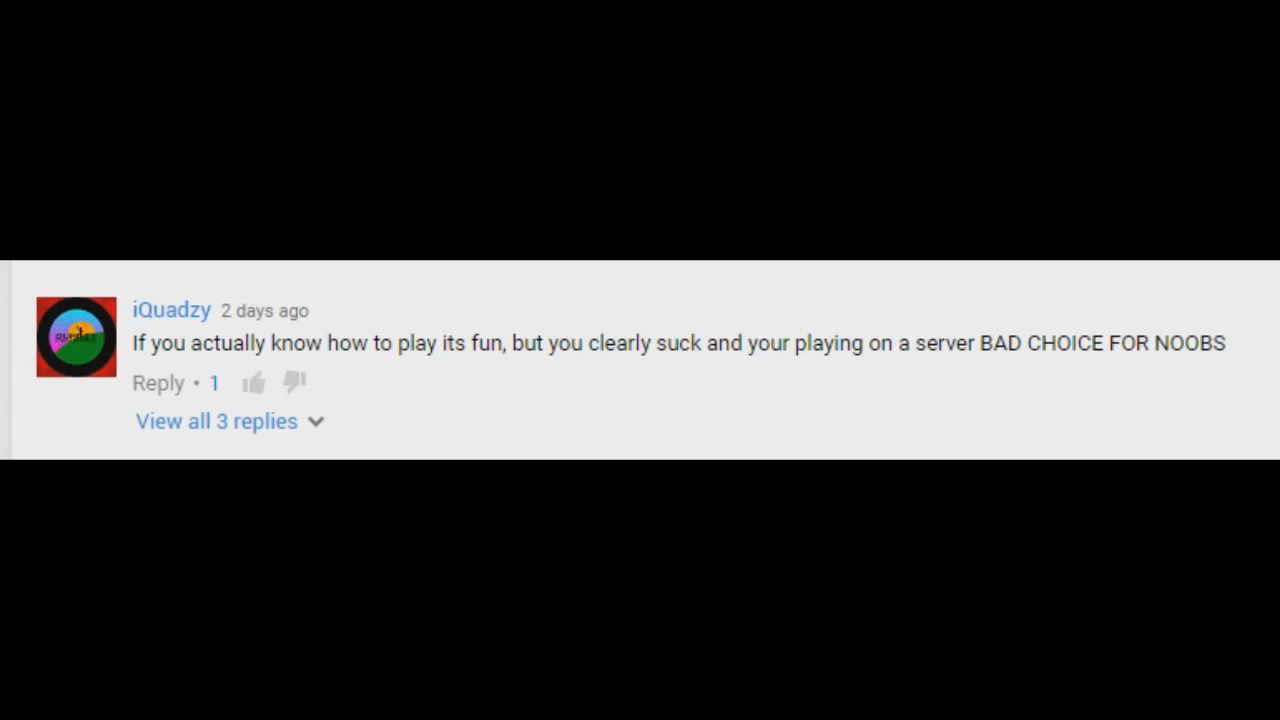 iQuadzy 2 days ago
If you actually know how to play its fun, but you clearly suck and your playing on a server BAD CHOICE FOR NOOBS
Reply • 1
View all 3 replies